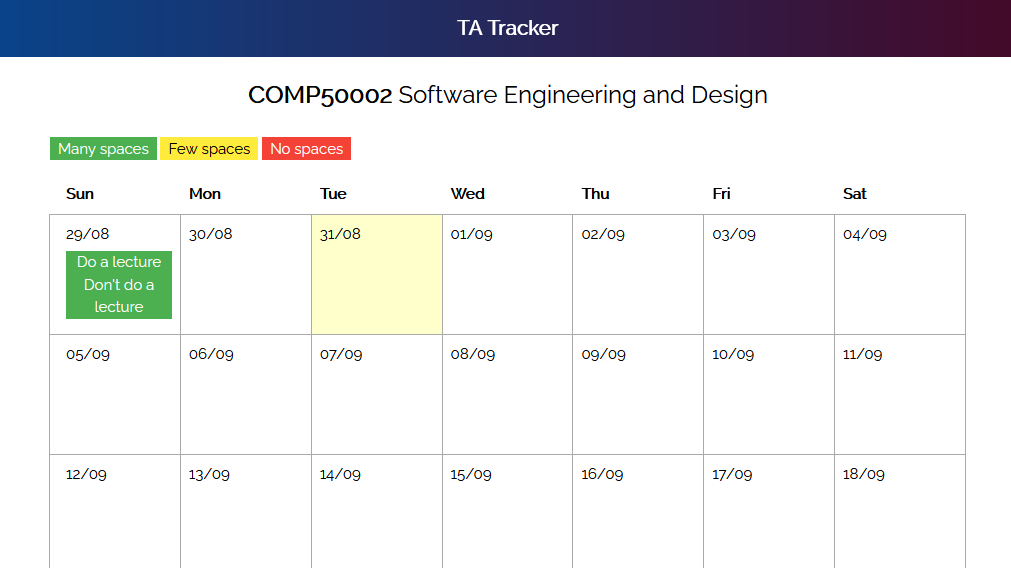 TA Tracker
COMP50002 Software Engineering and Design
Many spaces Few spaces No spaces
Sun Mon Tue Wed Thu Fri Sat
29/08 30/08 31/08 01/09 02/09 03/09 04/09
Do a lecture
Don't do a
lecture
05/09 06/09 07/09 08/09 09/09 10/09 11/09
12/09 13/09 14/09 15/09 16/09 17/09 18/09